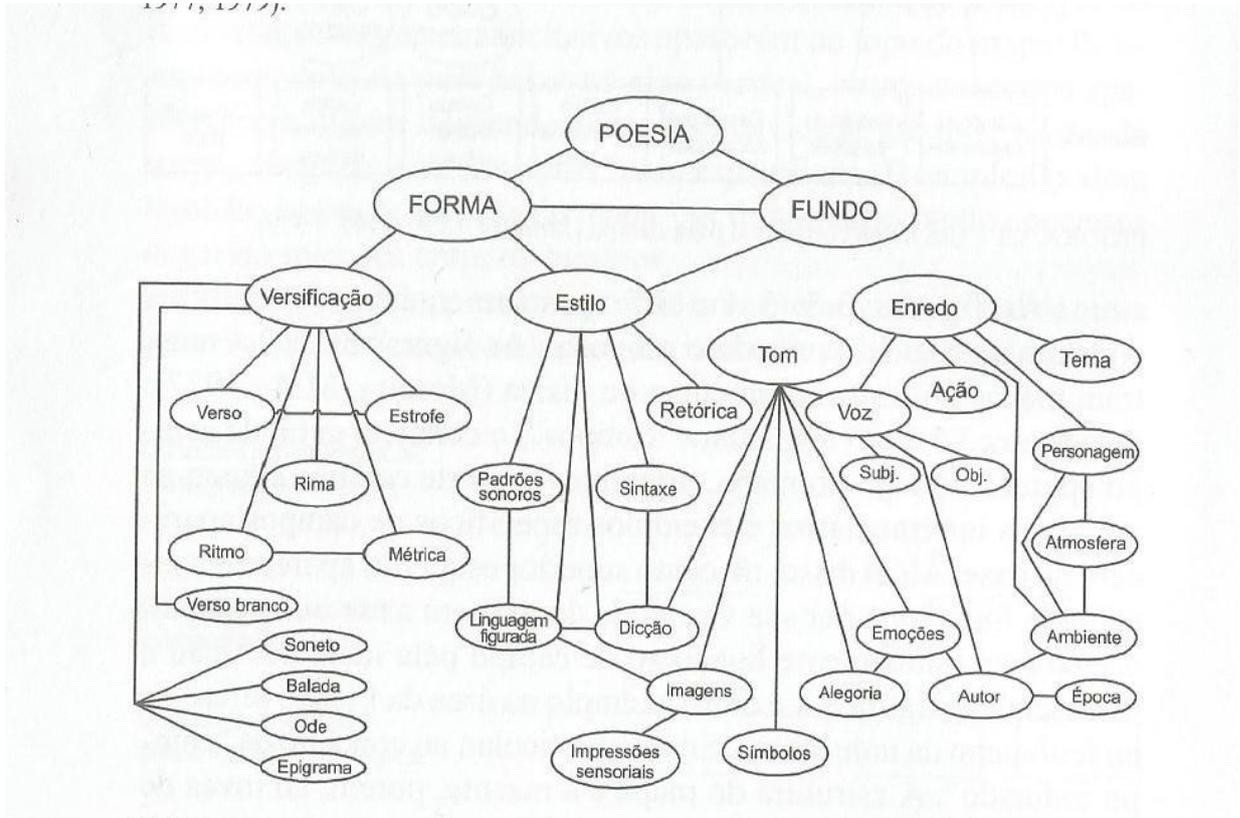 1977, 1979).
POESIA
FORMA
FUNDO
Versificação
Estilo
Enredo
Tom
Tema
Ação
Verso
Estrofe
Retórica
Voz
Personagem
Rima
Padrões
sonoros
Sintaxe
Subj.
Obj.
Ritmo
Métrica
Atmosfera
Verso branco
Linguagem
figurada
Dicção
Emoções
Ambiente
Soneto
Balada
Imagens
Alegoria
Autor
Época
Ode
Epigrama
Impressões
sensoriais
Símbolos